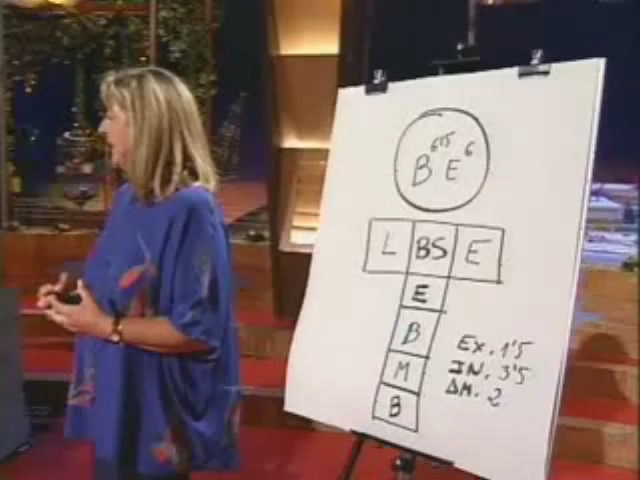 B⁶¹⁵ E⁶
L BS E
E
B
M
B
EX. 1'5
IN. 3'5
ΔM. 2